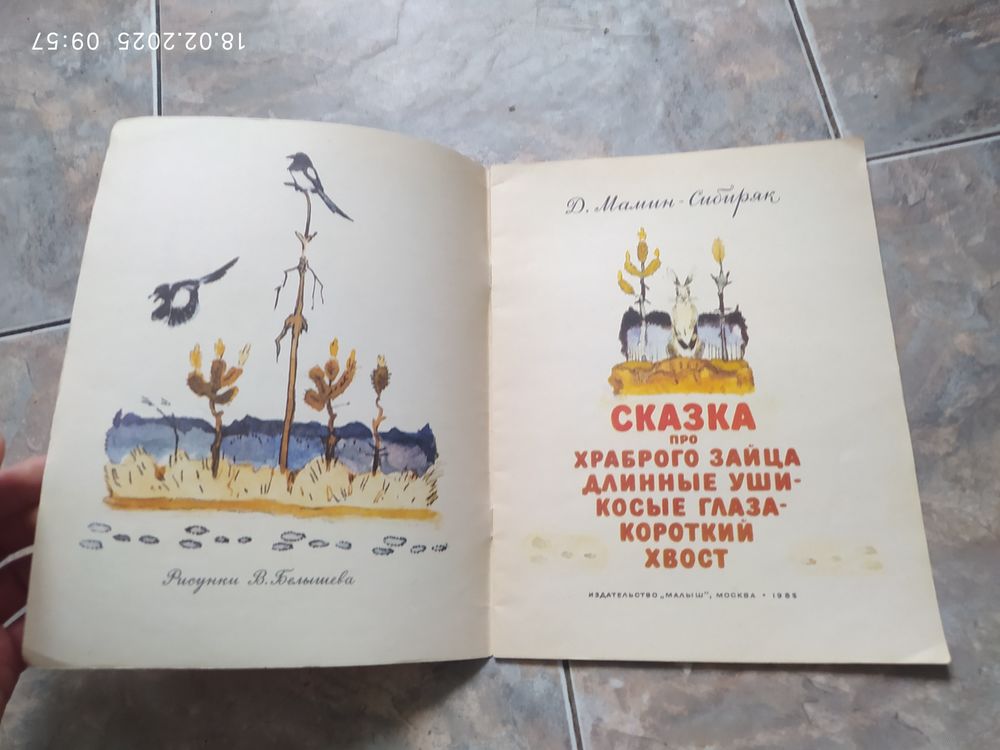 18.02.2025 09:57
Рисунки В. Белышева
Д. Мамин-Сибиряк
СКАЗКА
ПРО
ХРАБРОГО ЗАЙЦА
ДЛИННЫЕ УШИ-
КОСЫЕ ГЛАЗА-
КОРОТКИЙ
ХВОСТ
ИЗДАТЕЛЬСТВО „МАЛЫШ", МОСКВА •